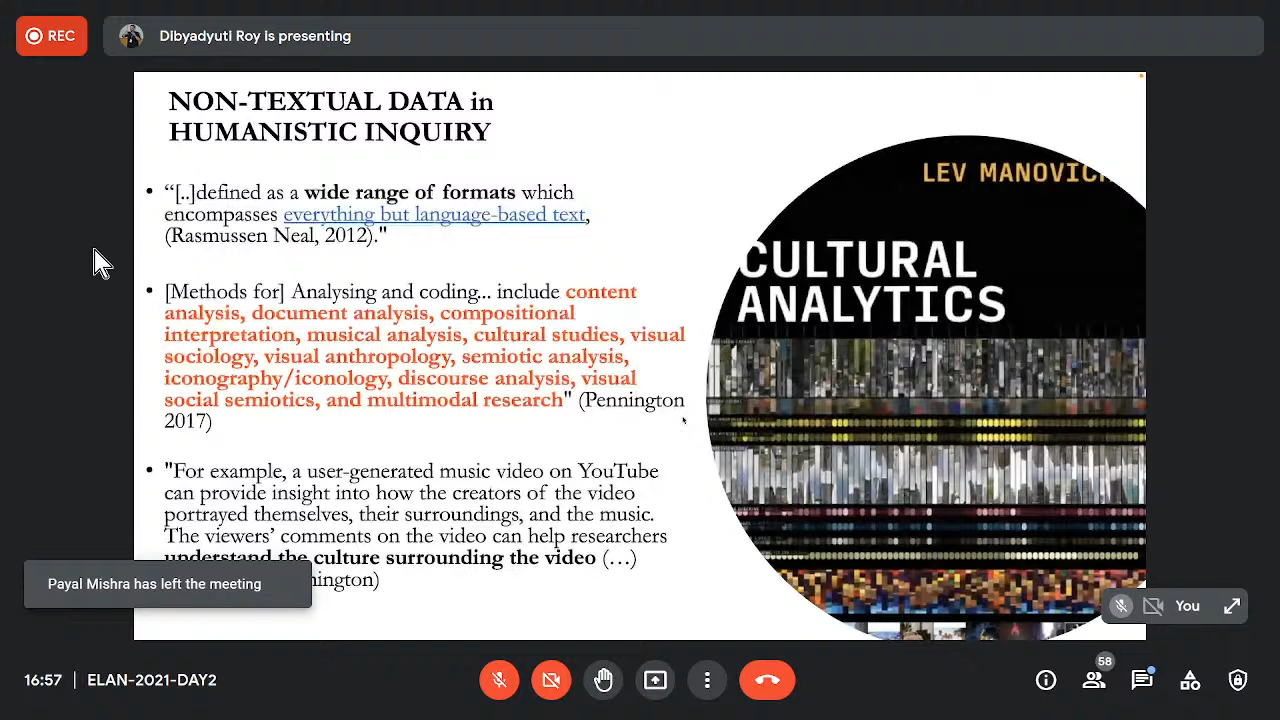 REC
Dibyadyuti Roy is presenting
NON-TEXTUAL DATA in
HUMANISTIC INQUIRY
• “[..]defined as a wide range of formats which
encompasses everything but language-based text,
(Rasmussen Neal, 2012)."
• [Methods for] Analysing and coding... include content
analysis, document analysis, compositional
interpretation, musical analysis, cultural studies, visual
sociology, visual anthropology, semiotic analysis,
iconography/iconology, discourse analysis, visual
social semiotics, and multimodal research" (Pennington
2017)
• "For example, a user-generated music video on YouTube
can provide insight into how the creators of the video
portrayed themselves, their surroundings, and the music.
The viewers’ comments on the video can help researchers
understand the culture surrounding the video (…)
nington)
LEV MANOVICH
CULTURAL
ANALYTICS
Payal Mishra has left the meeting
You
16:57 | ELAN-2021-DAY2
58